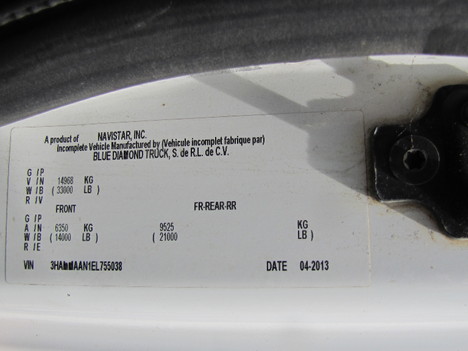 A product of NAVISTAR, INC.
Incomplete Vehicle Manufactured by (Vehicule incomplet fabrique par)
BLUE DIAMOND TRUCK, S. de R.L. de C.V.
G / P
V / N 14968 KG
W / B ( 33000 LB )
R / V
FRONT FR-REAR-RR
G / P
A / N 6350 KG 9525 KG
W / B ( 14000 LB ) ( 21000 LB )
R / E
VIN DATE 04-2013